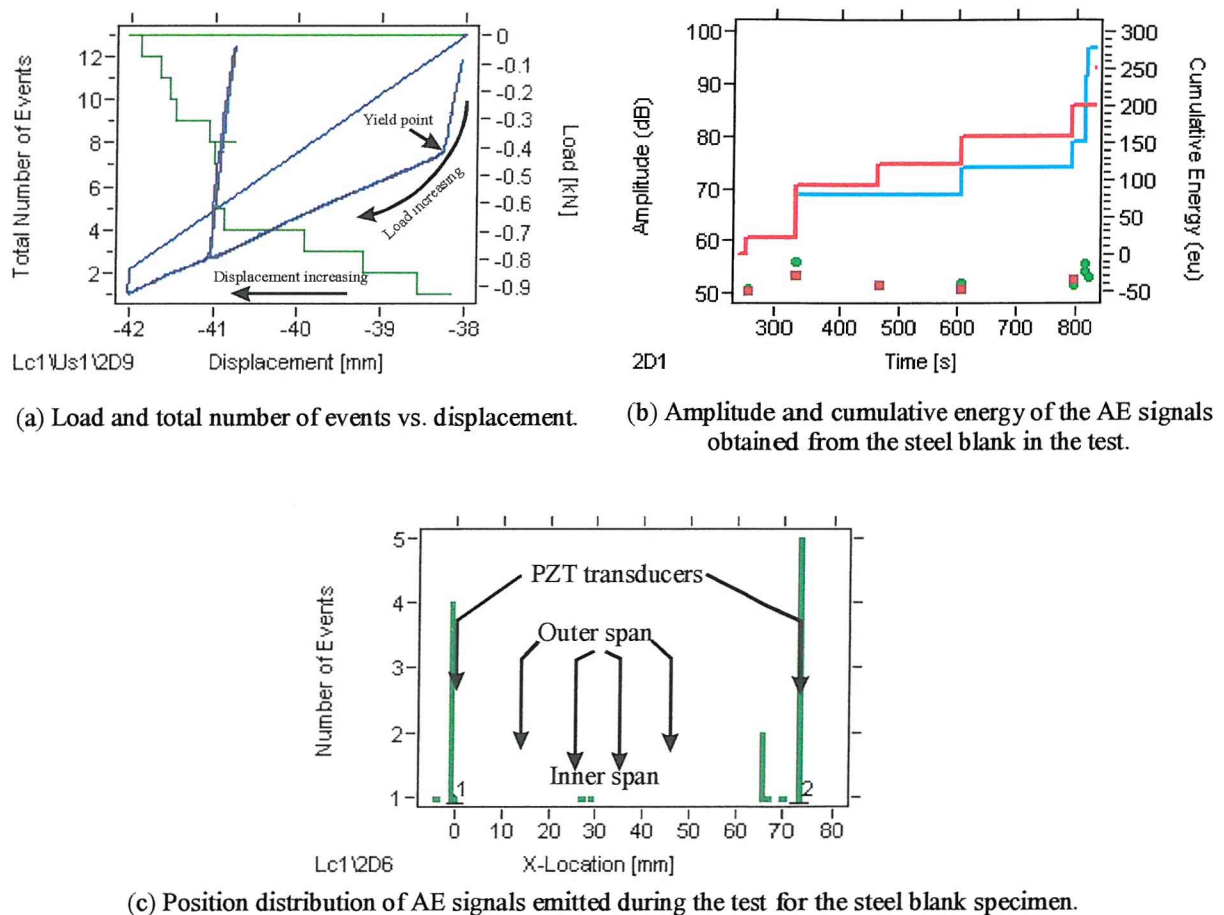 Total Number of Events
12
10
8
6
4
2
0
-0.1
-0.2
-0.3
-0.4
-0.5
-0.6
-0.7
-0.8
-0.9
Load [kN]
Yield point
Load increasing
Displacement increasing
-42
-41
-40
-39
-38
Lc1\Us1\2D9
Displacement [mm]
(a) Load and total number of events vs. displacement.
Amplitude (dB)
100
90
80
70
60
50
300
250
200
150
100
50
0
-50
Cumulative Energy (eu)
300
400
500
600
700
800
2D1
Time [s]
(b) Amplitude and cumulative energy of the AE signals
obtained from the steel blank in the test.
Number of Events
5
4
3
2
1
PZT transducers
Outer span
Inner span
1
2
0
10
20
30
40
50
60
70
80
Lc1\2D6
X-Location [mm]
(c) Position distribution of AE signals emitted during the test for the steel blank specimen.